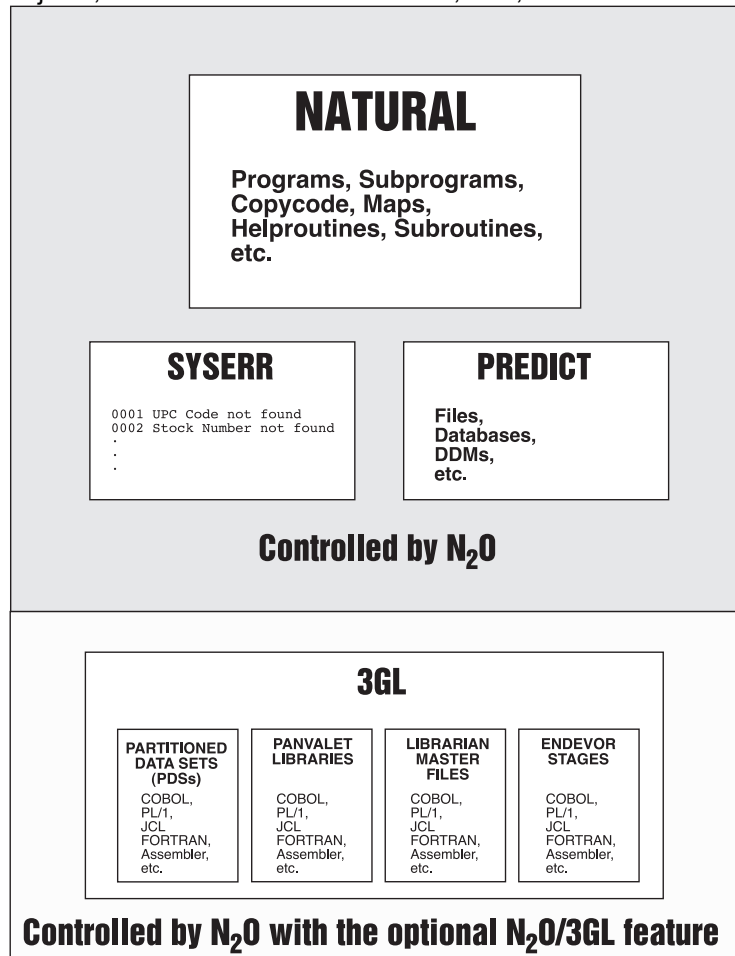 NATURAL
Programs, Subprograms,
Copycode, Maps,
Helproutines, Subroutines,
etc.
SYSERR
0001 UPC Code not found
0002 Stock Number not found
.
.
.
PREDICT
Files,
Databases,
DDMs,
etc.
Controlled by N₂O
3GL
PARTITIONED
DATA SETS
(PDSs)
COBOL,
PL/1,
JCL
FORTRAN,
Assembler,
etc.
PANVALET
LIBRARIES
COBOL,
PL/1,
JCL
FORTRAN,
Assembler,
etc.
LIBRARIAN
MASTER
FILES
COBOL,
PL/1,
JCL
FORTRAN,
Assembler,
etc.
ENDEVOR
STAGES
COBOL,
PL/1,
JCL
FORTRAN,
Assembler,
etc.
Controlled by N₂O with the optional N₂O/3GL feature